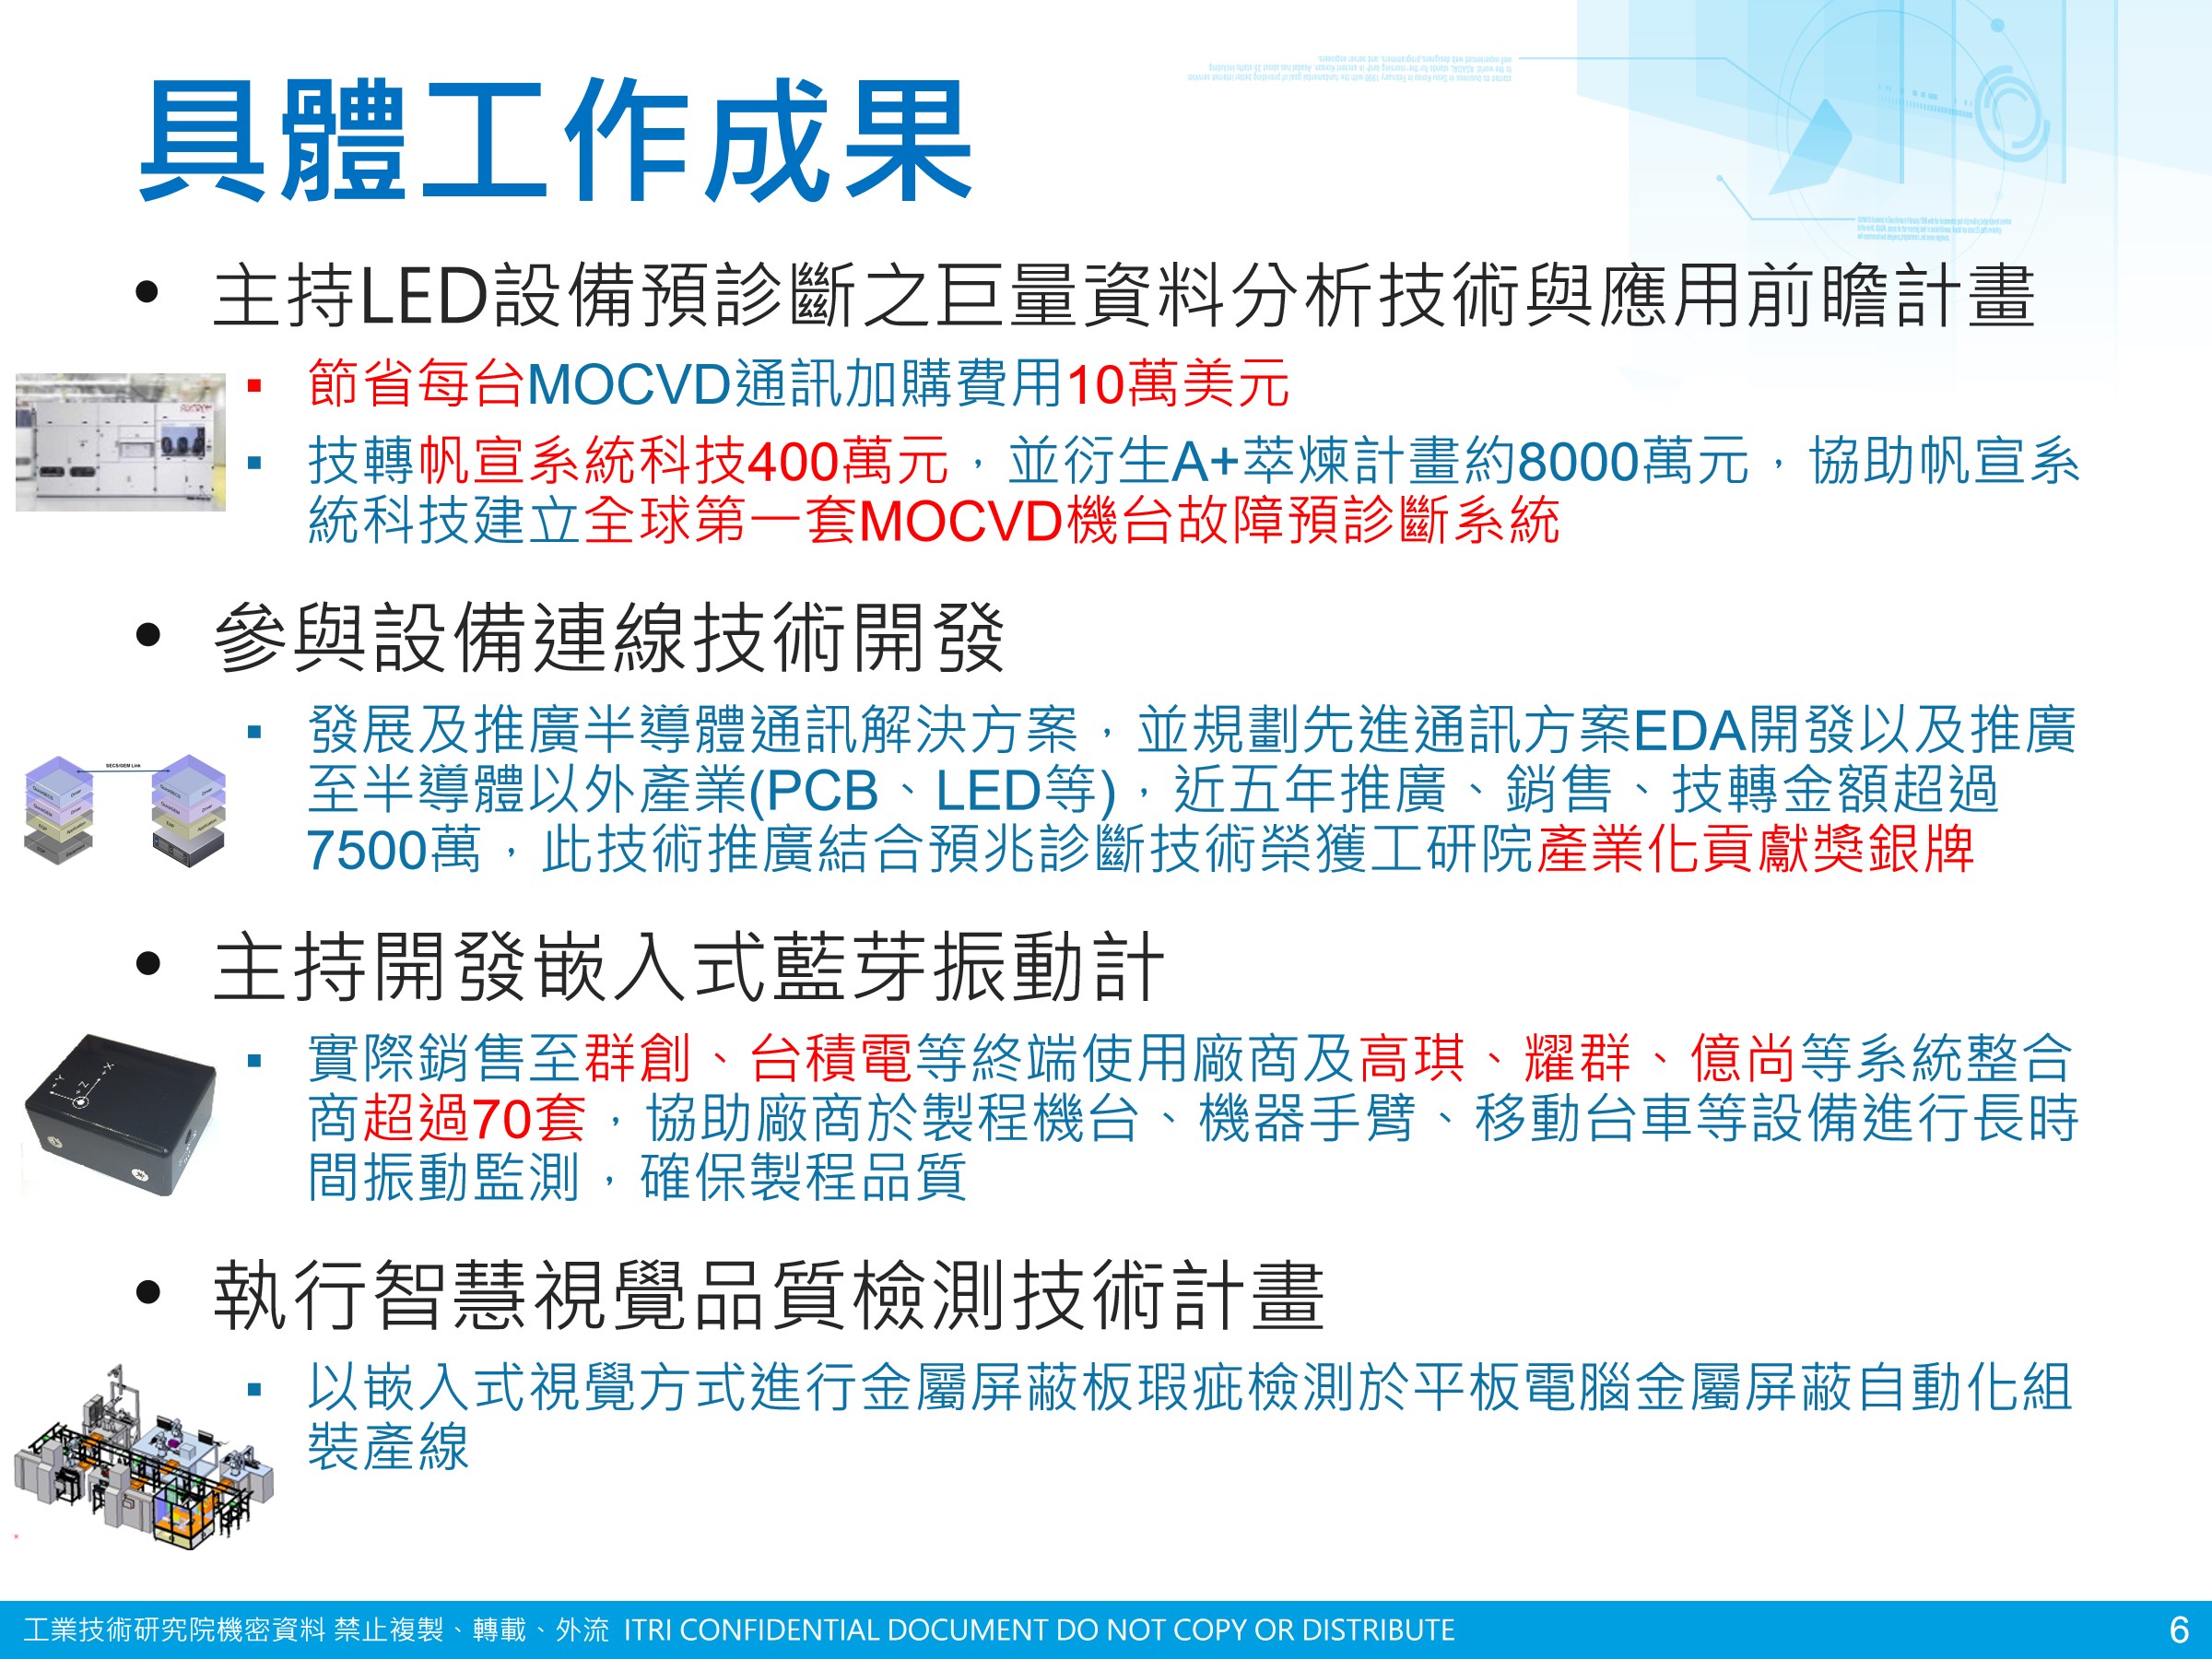 具體工作成果
• 主持LED設備預診斷之巨量資料分析技術與應用前瞻計畫
▪ 節省每台MOCVD通訊加購費用10萬美元
▪ 技轉帆宣系統科技400萬元，並衍生A+萃煉計畫約8000萬元，協助帆宣系
統科技建立全球第一套MOCVD機台故障預診斷系統
• 參與設備連線技術開發
▪ 發展及推廣半導體通訊解決方案，並規劃先進通訊方案EDA開發以及推廣
至半導體以外產業(PCB、LED等)，近五年推廣、銷售、技轉金額超過
7500萬，此技術推廣結合預兆診斷技術榮獲工研院產業化貢獻獎銀牌
SECS/GEM Link
• 主持開發嵌入式藍芽振動計
▪ 實際銷售至群創、台積電等終端使用廠商及高琪、耀群、億尚等系統整合
商超過70套，協助廠商於製程機台、機器手臂、移動台車等設備進行長時
間振動監測，確保製程品質
+Y
+Z
+X
• 執行智慧視覺品質檢測技術計畫
▪ 以嵌入式視覺方式進行金屬屏蔽板瑕疵檢測於平板電腦金屬屏蔽自動化組
裝產線
工業技術研究院機密資料 禁止複製、轉載、外流 ITRI CONFIDENTIAL DOCUMENT DO NOT COPY OR DISTRIBUTE
6